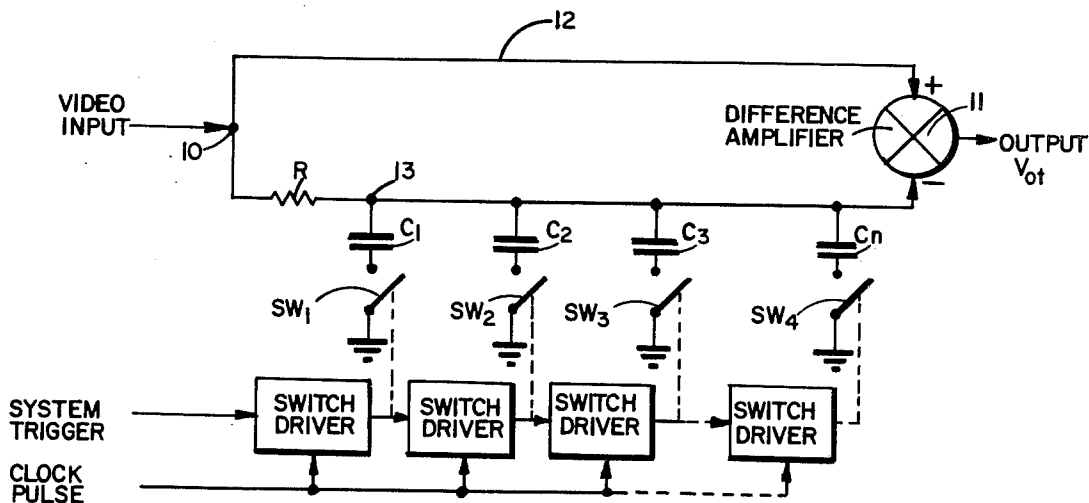 12
VIDEO
INPUT
10
DIFFERENCE
AMPLIFIER
+
11
OUTPUT
Vot
−
R
13
C1
C2
C3
Cn
SW1
SW2
SW3
SW4
SYSTEM
TRIGGER
SWITCH
DRIVER
SWITCH
DRIVER
SWITCH
DRIVER
SWITCH
DRIVER
CLOCK
PULSE